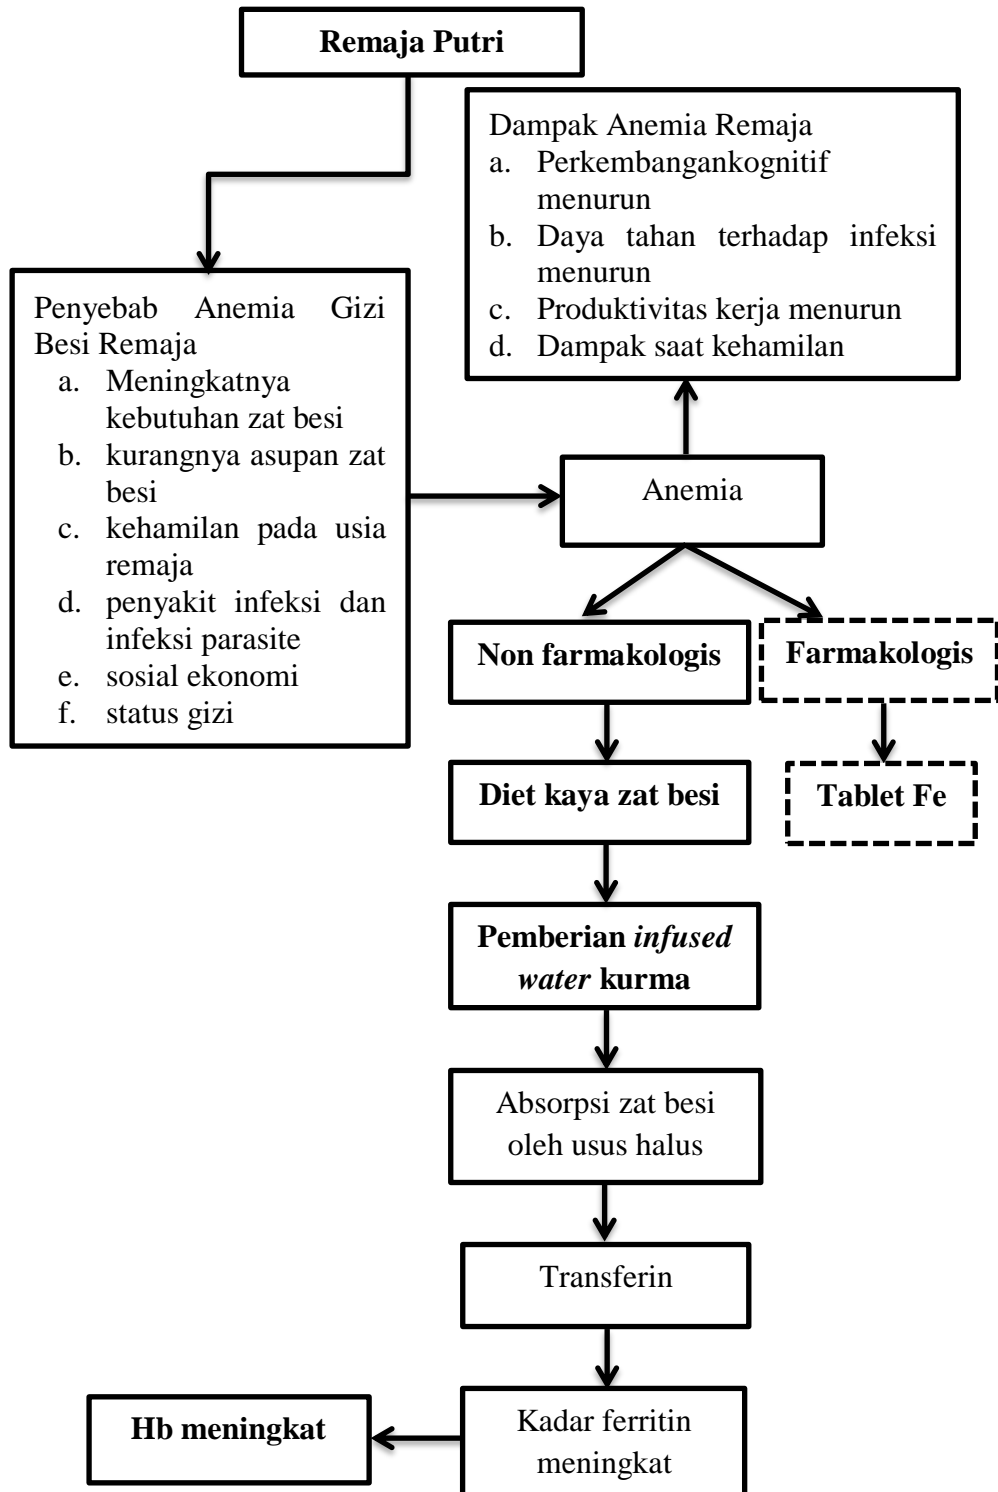 Remaja Putri
Dampak Anemia Remaja
a. Perkembangankognitif
menurun
b. Daya tahan terhadap infeksi
menurun
c. Produktivitas kerja menurun
d. Dampak saat kehamilan
Penyebab Anemia Gizi
Besi Remaja
a. Meningkatnya
kebutuhan zat besi
b. kurangnya asupan zat
besi
c. kehamilan pada usia
remaja
d. penyakit infeksi dan
infeksi parasite
e. sosial ekonomi
f. status gizi
Anemia
Non farmakologis
Farmakologis
Diet kaya zat besi
Tablet Fe
Pemberian infused
water kurma
Absorpsi zat besi
oleh usus halus
Transferin
Hb meningkat
Kadar ferritin
meningkat